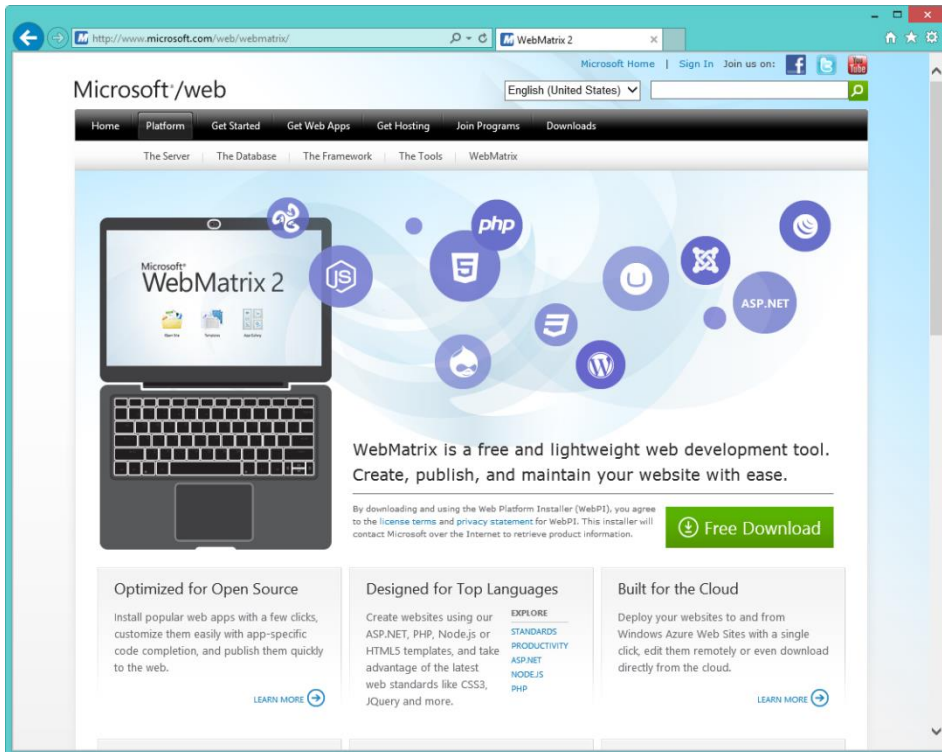 http://www.microsoft.com/web/webmatrix/
WebMatrix 2
Microsoft Home | Sign In Join us on:
You Tube
Microsoft®/web
English (United States)
Home Platform Get Started Get Web Apps Get Hosting Join Programs Downloads
The Server The Database The Framework The Tools WebMatrix
php
JS
5
ASP.NET
Microsoft®
WebMatrix 2
Templates
WebMatrix is a free and lightweight web development tool.
Create, publish, and maintain your website with ease.
By downloading and using the Web Platform Installer (WebPI), you agree
to the license terms and privacy statement for WebPI. This installer will
contact Microsoft over the Internet to retrieve product information.
Free Download
Optimized for Open Source
Install popular web apps with a few clicks,
customize them easily with app-specific
code completion, and publish them quickly
to the web.
LEARN MORE
Designed for Top Languages
Create websites using our
ASP.NET, PHP, Node.js or
HTML5 templates, and take
advantage of the latest
web standards like CSS3,
JQuery and more.
EXPLORE
STANDARDS
PRODUCTIVITY
ASP.NET
NODE.JS
PHP
Built for the Cloud
Deploy your websites to and from
Windows Azure Web Sites with a single
click, edit them remotely or even download
directly from the cloud.
LEARN MORE